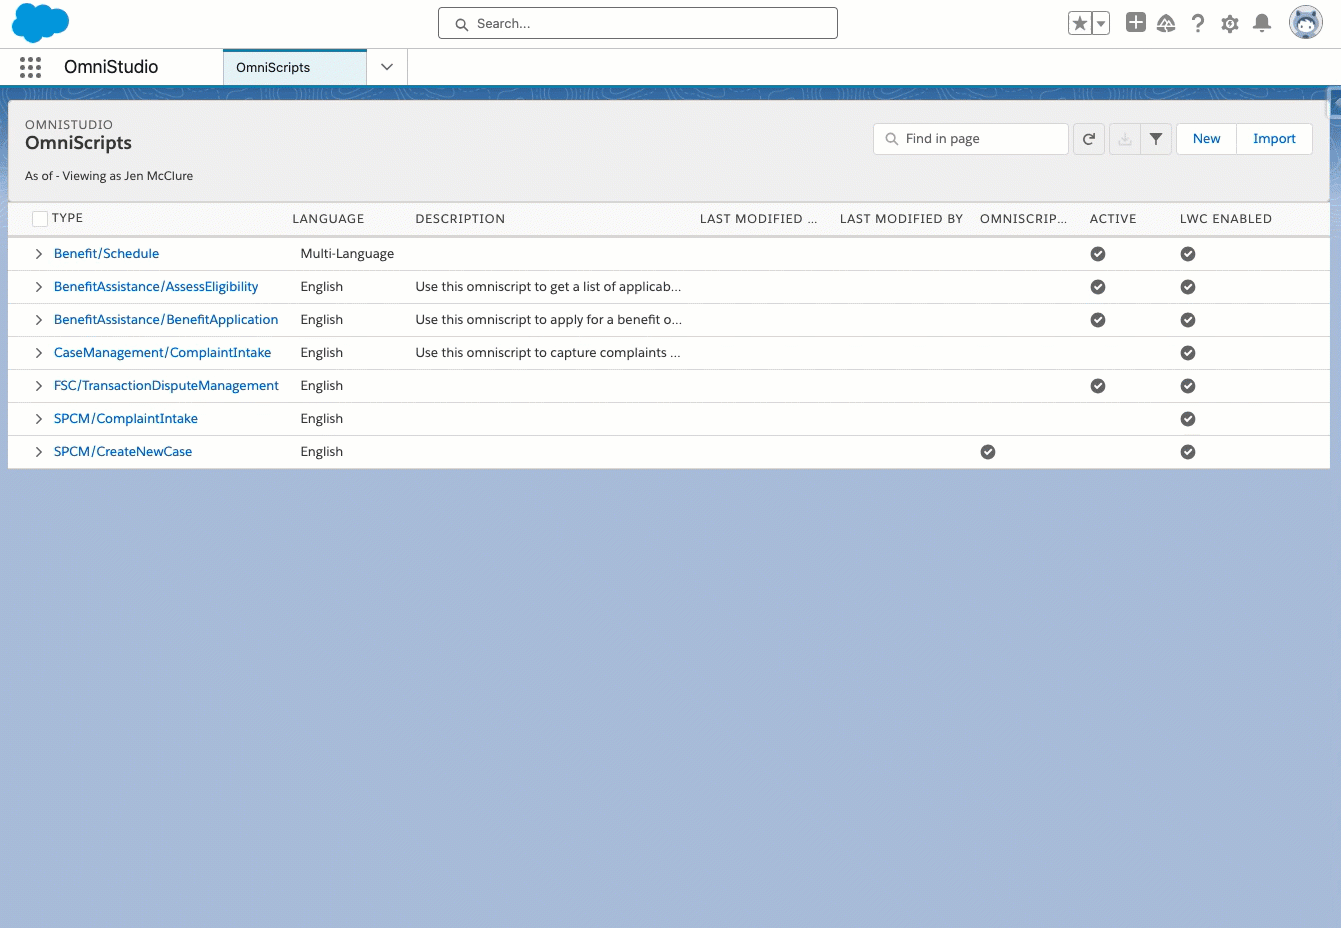 Search...
OmniStudio
OmniScripts
OMNISTUDIO
OmniScripts
Find in page
New
Import
As of - Viewing as Jen McClure
TYPE LANGUAGE DESCRIPTION LAST MODIFIED ... LAST MODIFIED BY OMNISCRIP... ACTIVE LWC ENABLED
Benefit/Schedule Multi-Language
BenefitAssistance/AssessEligibility English Use this omniscript to get a list of applicab...
BenefitAssistance/BenefitApplication English Use this omniscript to apply for a benefit o...
CaseManagement/ComplaintIntake English Use this omniscript to capture complaints ...
FSC/TransactionDisputeManagement English
SPCM/ComplaintIntake English
SPCM/CreateNewCase English